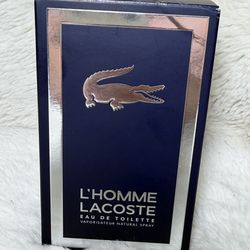 L'HOMME
LACOSTE
EAU DE TOILETTE
VAPORISATEUR NATURAL SPRAY